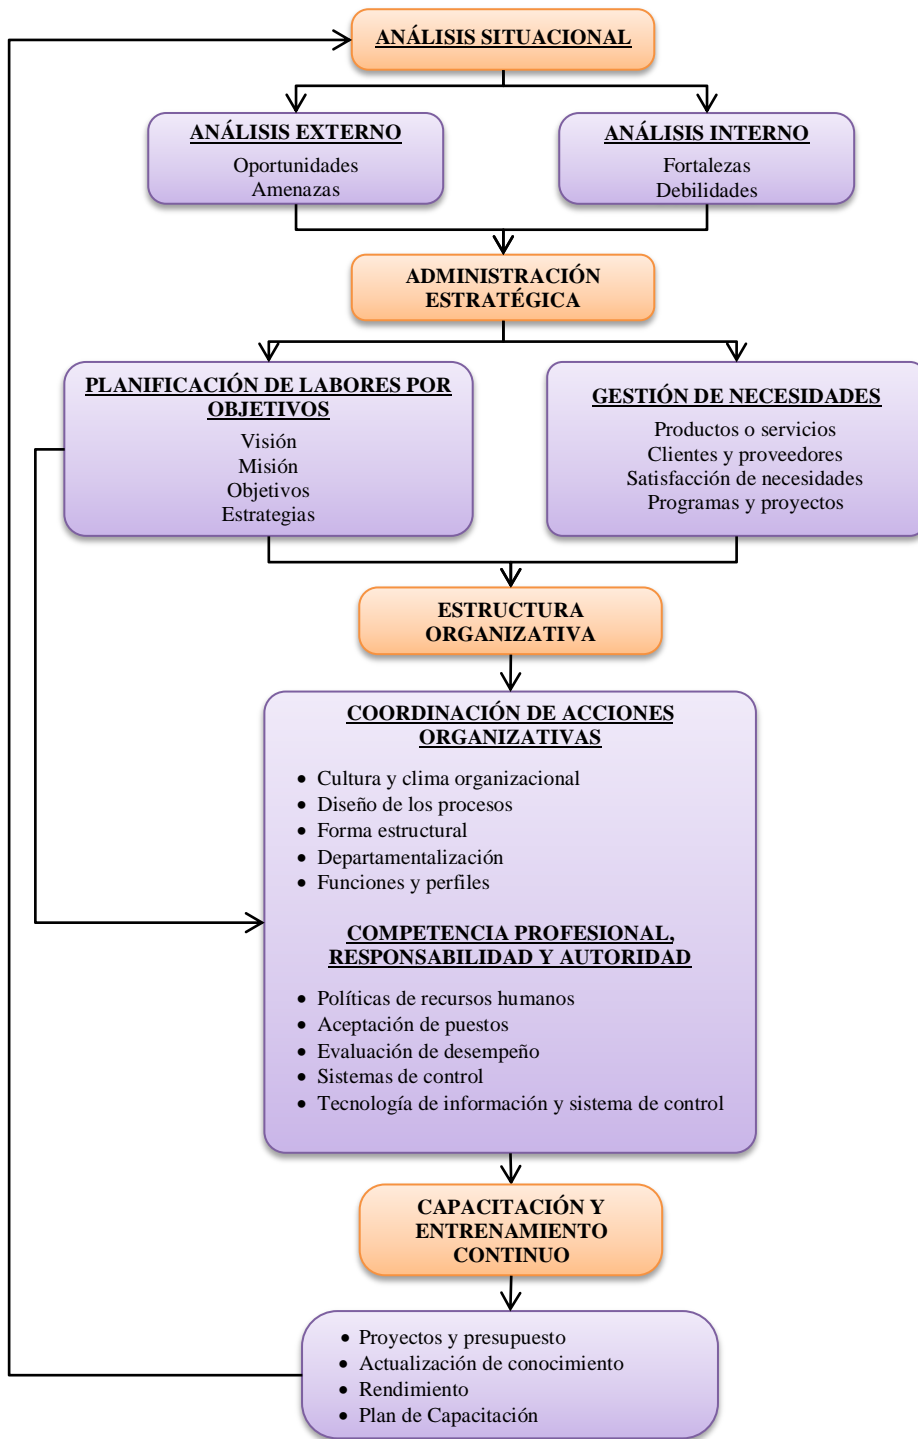 ANÁLISIS SITUACIONAL
ANÁLISIS EXTERNO
Oportunidades
Amenazas
ANÁLISIS INTERNO
Fortalezas
Debilidades
ADMINISTRACIÓN
ESTRATÉGICA
PLANIFICACIÓN DE LABORES POR
OBJETIVOS
Visión
Misión
Objetivos
Estrategias
GESTIÓN DE NECESIDADES
Productos o servicios
Clientes y proveedores
Satisfacción de necesidades
Programas y proyectos
ESTRUCTURA
ORGANIZATIVA
COORDINACIÓN DE ACCIONES
ORGANIZATIVAS
• Cultura y clima organizacional
• Diseño de los procesos
• Forma estructural
• Departamentalización
• Funciones y perfiles
COMPETENCIA PROFESIONAL,
RESPONSABILIDAD Y AUTORIDAD
• Políticas de recursos humanos
• Aceptación de puestos
• Evaluación de desempeño
• Sistemas de control
• Tecnología de información y sistema de control
CAPACITACIÓN Y
ENTRENAMIENTO
CONTINUO
• Proyectos y presupuesto
• Actualización de conocimiento
• Rendimiento
• Plan de Capacitación